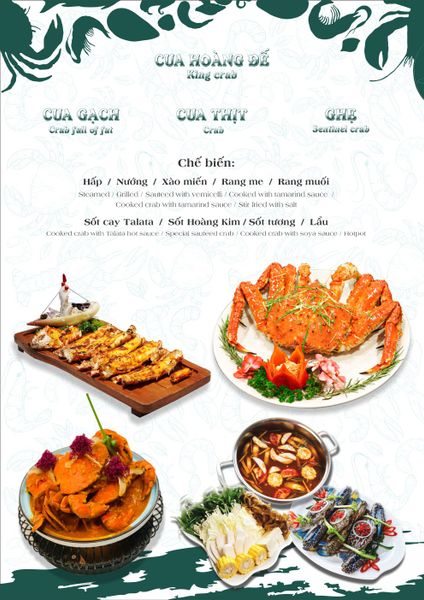 CUA HOÀNG ĐẾ
King crab
CUA GẠCH
Crab full of fat
CUA THỊT
Crab
GHẸ
Sentinel crab
Chế biến:
Hấp / Nướng / Xào miến / Rang me / Rang muối
Steamed / Grilled / Sauteed with vermicelli / Cooked with tamarind sauce /
Cooked crab with tamarind sauce / Stir fried with salt
Sốt cay Talata / Sốt Hoàng Kim / Sốt tương / Lẩu
Cooked crab with Talata hot sauce / Special sauteed crab / Cooked crab with soya sauce / Hotpot